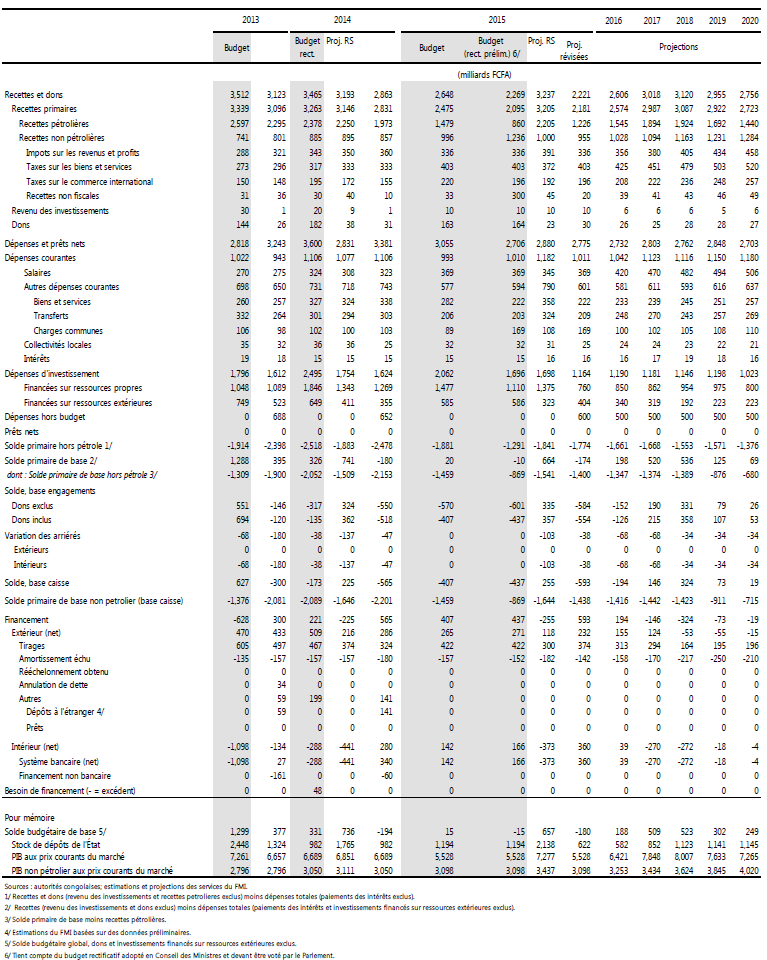 2013 2014 2015 2016 2017 2018 2019 2020
Budget Budget rect. Proj. RS Budget Budget (rect. prélim.) 6/ Proj. RS Proj. révisées Projections
(milliards FCFA)
Recettes et dons 3,512 3,123 3,465 3,193 2,863 2,648 2,269 3,237 2,221 2,606 3,018 3,120 2,955 2,756
Recettes primaires 3,339 3,096 3,263 3,146 2,831 2,475 2,095 3,205 2,181 2,574 2,987 3,087 2,922 2,723
Recettes pétrolières 2,597 2,295 2,378 2,250 1,973 1,479 860 2,205 1,226 1,545 1,894 1,924 1,692 1,440
Recettes non pétrolières 741 801 885 895 857 996 1,236 1,000 955 1,028 1,094 1,163 1,231 1,284
Impots sur les revenus et profits 288 321 343 350 360 336 336 391 336 356 380 405 434 458
Taxes sur les biens et services 273 296 317 333 333 403 403 372 403 425 451 479 503 520
Taxes sur le commerce international 150 148 195 172 155 220 196 192 196 208 222 236 248 257
Recettes non fiscales 31 36 30 40 10 33 300 45 20 39 41 43 46 49
Revenu des investissements 30 1 20 9 1 10 10 10 10 6 6 6 5 6
Dons 144 26 182 38 31 163 164 23 30 26 25 28 28 27
Dépenses et prêts nets 2,818 3,243 3,600 2,831 3,381 3,055 2,706 2,880 2,775 2,732 2,803 2,762 2,848 2,703
Dépenses courantes 1,022 943 1,106 1,077 1,106 993 1,010 1,182 1,011 1,042 1,123 1,116 1,150 1,180
Salaires 270 275 324 308 323 369 369 345 369 420 470 482 494 506
Autres dépenses courantes 698 650 731 718 743 577 594 790 601 581 611 593 616 637
Biens et services 260 257 327 324 338 282 222 358 222 233 239 245 251 257
Transferts 332 264 301 294 303 206 203 324 209 248 270 243 257 269
Charges communes 106 98 102 100 103 89 169 108 169 100 102 105 108 110
Collectivités locales 35 32 36 36 25 32 32 31 25 24 24 23 22 21
Intérêts 19 18 15 15 15 15 15 16 16 16 17 19 18 16
Dépenses d'investissement 1,796 1,612 2,495 1,754 1,624 2,062 1,696 1,698 1,164 1,190 1,181 1,146 1,198 1,023
Financées sur ressources propres 1,048 1,089 1,846 1,343 1,269 1,477 1,110 1,375 760 850 862 954 975 800
Financées sur ressources extérieures 749 523 649 411 355 585 586 323 404 340 319 192 223 223
Dépenses hors budget 0 688 0 0 652 0 0 0 600 500 500 500 500 500
Prêts nets 0 0 0 0 0 0 0 0 0 0 0 0 0 0
Solde primaire hors pétrole 1/ -1,914 -2,398 -2,518 -1,883 -2,478 -1,881 -1,291 -1,841 -1,774 -1,661 -1,668 -1,553 -1,571 -1,376
Solde primaire de base 2/ 1,288 395 326 741 -180 20 -10 664 -174 198 520 536 125 69
dont : Solde primaire de base hors pétrole 3/ -1,309 -1,900 -2,052 -1,509 -2,153 -1,459 -869 -1,541 -1,400 -1,347 -1,374 -1,389 -876 -680
Solde, base engagements
Dons exclus 551 -146 -317 324 -550 -570 -601 335 -584 -152 190 331 79 26
Dons inclus 694 -120 -135 362 -518 -407 -437 357 -554 -126 215 358 107 53
Variation des arriérés -68 -180 -38 -137 -47 0 0 -103 -38 -68 -68 -34 -34 -34
Extérieurs 0 0 0 0 0 0 0 0 0 0 0 0 0 0
Intérieurs -68 -180 -38 -137 -47 0 0 -103 -38 -68 -68 -34 -34 -34
Solde, base caisse 627 -300 -173 225 -565 -407 -437 255 -593 -194 146 324 73 19
Solde primaire de base non petrolier (base caisse) -1,376 -2,081 -2,089 -1,646 -2,201 -1,459 -869 -1,644 -1,438 -1,416 -1,442 -1,423 -911 -715
Financement -628 300 221 -225 565 407 437 -255 593 194 -146 -324 -73 -19
Extérieur (net) 470 433 509 216 286 265 271 118 232 155 124 -53 -55 -15
Tirages 605 497 467 374 324 422 422 300 374 313 294 164 195 196
Amortissement échu -135 -157 -157 -157 -180 -157 -152 -182 -142 -158 -170 -217 -250 -210
Rééchelonnement obtenu 0 0 0 0 0 0 0 0 0 0 0 0 0 0
Annulation de dette 0 34 0 0 0 0 0 0 0 0 0 0 0 0
Autres 0 59 199 0 141 0 0 0 0 0 0 0 0 0
Dépôts à l'étranger 4/ 0 59 0 0 141 0 0 0 0 0 0 0 0 0
Prêts 0 0 0 0 0 0 0 0 0 0 0 0 0 0
Intérieur (net) -1,098 -134 -288 -441 280 142 166 -373 360 39 -270 -272 -18 -4
Système bancaire (net) -1,098 27 -288 -441 340 142 166 -373 360 39 -270 -272 -18 -4
Financement non bancaire 0 -161 0 0 -60 0 0 0 0 0 0 0 0 0
Besoin de financement (- = excédent) 0 0 48 0 0 0 0 0 0 0 0 0 0 0
Pour mémoire
Solde budgétaire de base 5/ 1,299 377 331 736 -194 15 -15 657 -180 188 509 523 302 249
Stock de dépôts de l'État 2,448 1,324 982 1,765 982 1,194 1,194 2,138 622 582 852 1,123 1,141 1,145
PIB aux prix courants du marché 7,261 6,657 6,689 6,851 6,689 5,528 5,528 7,277 5,528 6,421 7,848 8,007 7,633 7,265
PIB non pétrolier aux prix courants du marché 2,796 2,796 3,050 3,111 3,050 3,098 3,098 3,437 3,098 3,253 3,434 3,624 3,845 4,020
Sources : autorités congolaises; estimations et projections des services du FMI.
1/ Recettes et dons (revenu des investissements et recettes petrolieres exclus) moins dépenses totales (paiements des intérêts exclus).
2/ Recettes (revenu des investissements et dons exclus) moins dépenses totales (paiements des intérêts et investissements financés sur ressources extérieures exclus).
3/ Solde primaire de base moins recettes pétrolières.
4/ Estimations du FMI basées sur des données préliminaires.
5/ Solde budgétaire global, dons et investissements financés sur ressources extérieures exclus.
6/ Tient compte du budget rectificatif adopté en Conseil des Ministres et devant être voté par le Parlement.